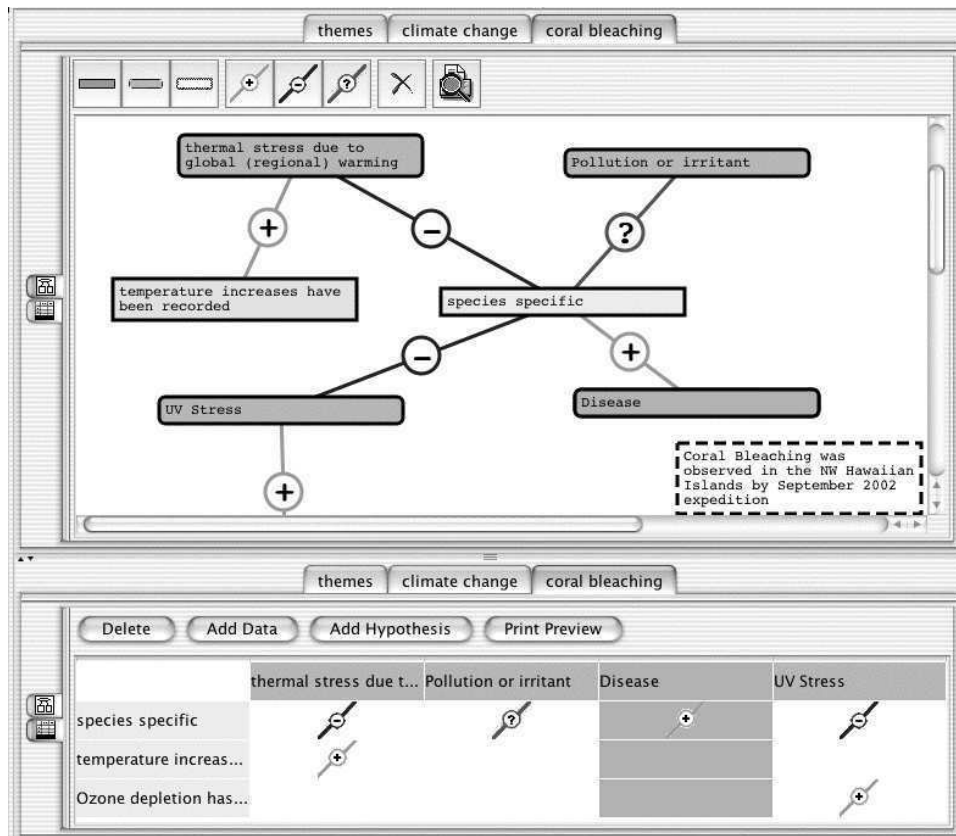 themes climate change coral bleaching
thermal stress due to
global (regional) warming
Pollution or irritant
+
−
?
temperature increases have
been recorded
species specific
−
+
UV Stress
Disease
+
Coral Bleaching was
observed in the NW Hawaiian
Islands by September 2002
expedition
themes climate change coral bleaching
Delete Add Data Add Hypothesis Print Preview
thermal stress due t... Pollution or irritant Disease UV Stress
species specific − ? + −
temperature increas... +
Ozone depletion has... +